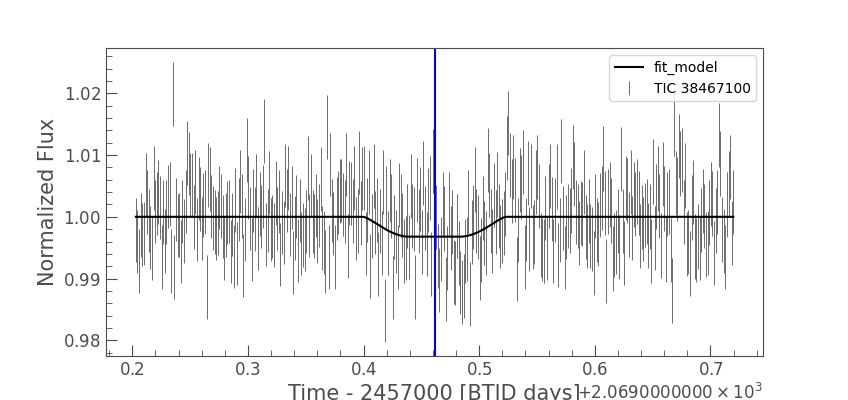 fit_model
TIC 38467100
Normalized Flux
1.02
1.01
1.00
0.99
0.98
0.2 0.3 0.4 0.5 0.6 0.7
Time - 2457000 [BTJD days]
+2.0690000000×10³